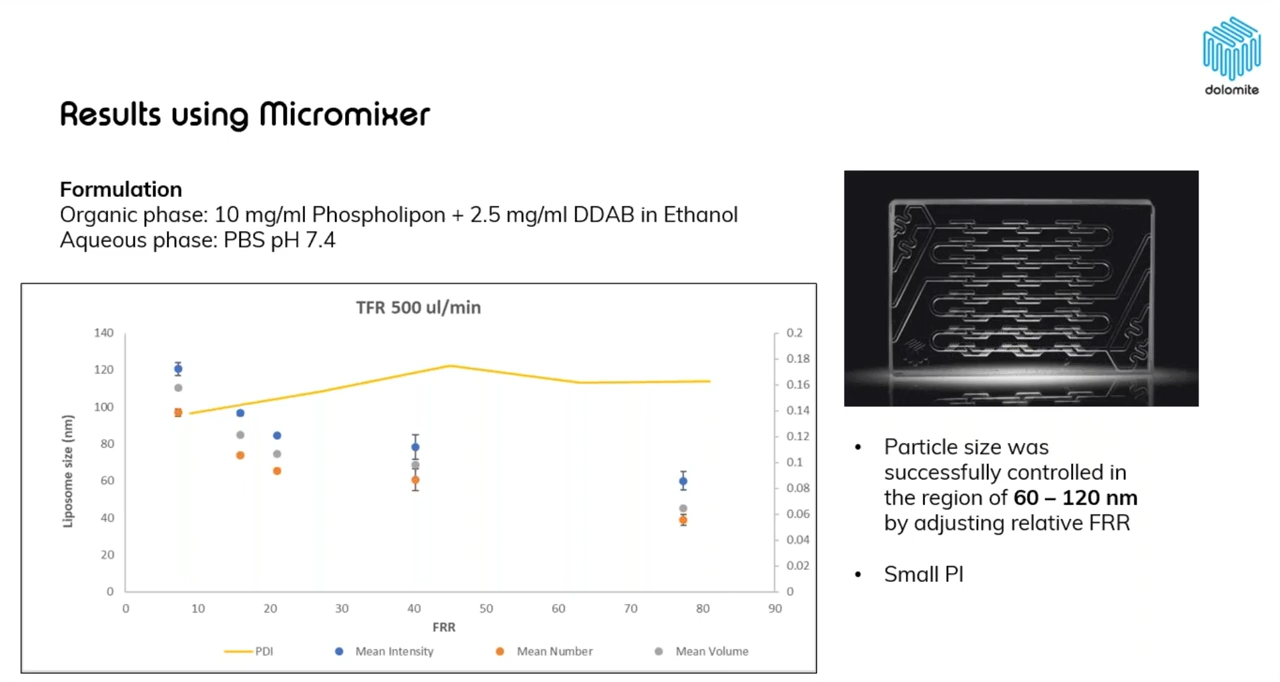 dolomite
Results using Micromixer
Formulation
Organic phase: 10 mg/ml Phospholipon + 2.5 mg/ml DDAB in Ethanol
Aqueous phase: PBS pH 7.4
TFR 500 ul/min
Liposome size (nm)
140
120
100
80
60
40
20
0
0.2
0.18
0.16
0.14
0.12
0.1
0.08
0.06
0.04
0.02
0
0 10 20 30 40 50 60 70 80 90
FRR
PDI Mean Intensity Mean Number Mean Volume
• Particle size was
successfully controlled in
the region of 60 – 120 nm
by adjusting relative FRR
• Small PI